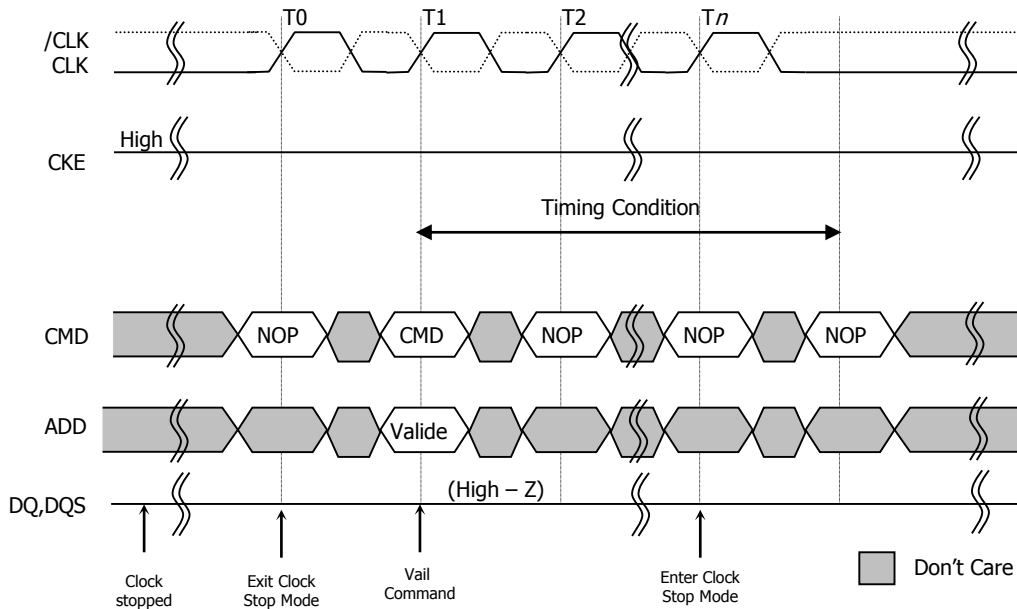 T0 T1 T2 Tn
/CLK
CLK
High
CKE
Timing Condition
CMD NOP CMD NOP NOP NOP
ADD Valide
(High – Z)
DQ,DQS
Clock
stopped
Exit Clock
Stop Mode
Vail
Command
Enter Clock
Stop Mode
Don't Care